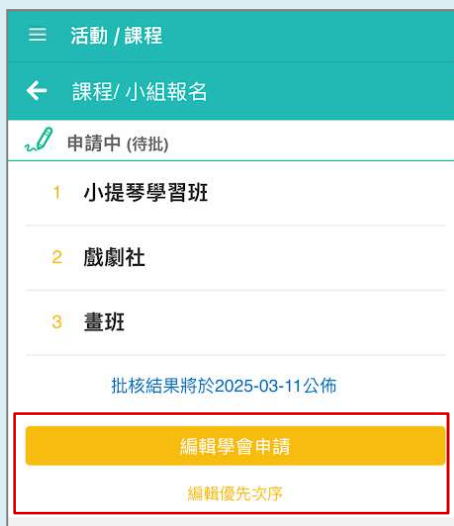 活動 / 課程
課程/ 小組報名
申請中 (待批)
1 小提琴學習班
2 戲劇社
3 畫班
批核結果將於2025-03-11公佈
編輯學會申請
編輯優先次序